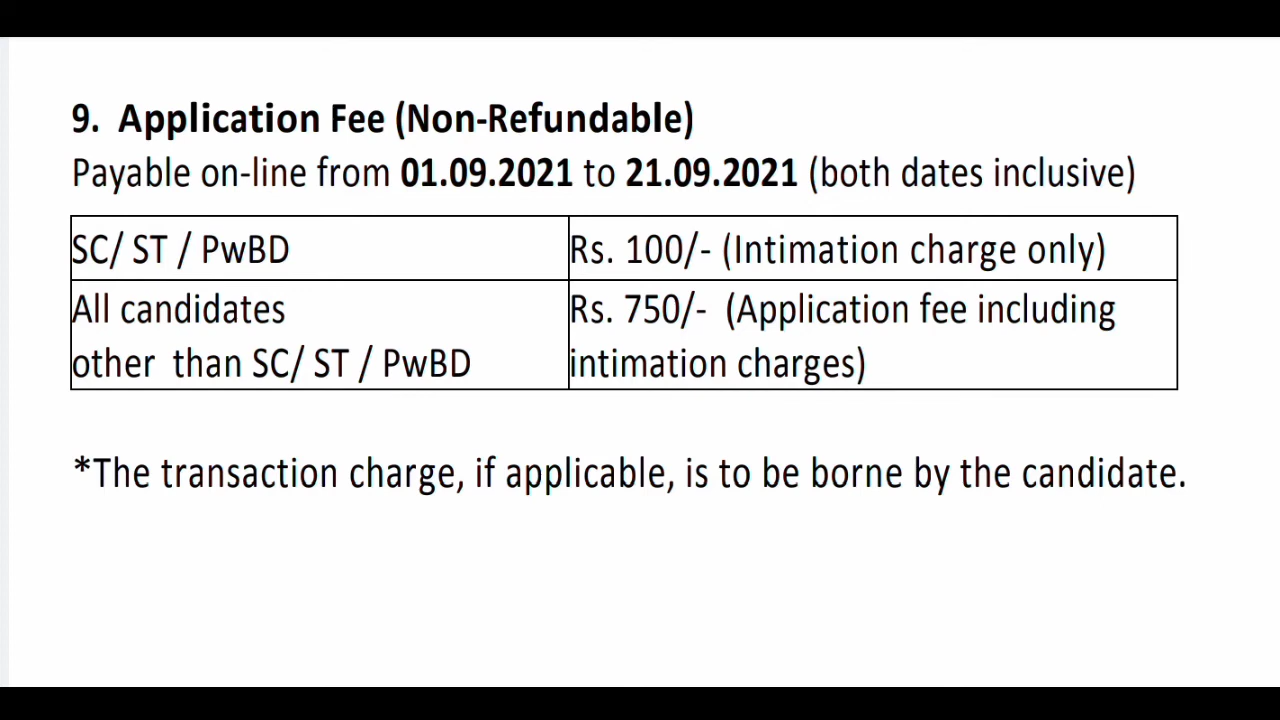 9. Application Fee (Non-Refundable)
Payable on-line from 01.09.2021 to 21.09.2021 (both dates inclusive)
SC/ ST / PwBD Rs. 100/- (Intimation charge only)
All candidates Rs. 750/- (Application fee including
other than SC/ ST / PwBD intimation charges)
*The transaction charge, if applicable, is to be borne by the candidate.